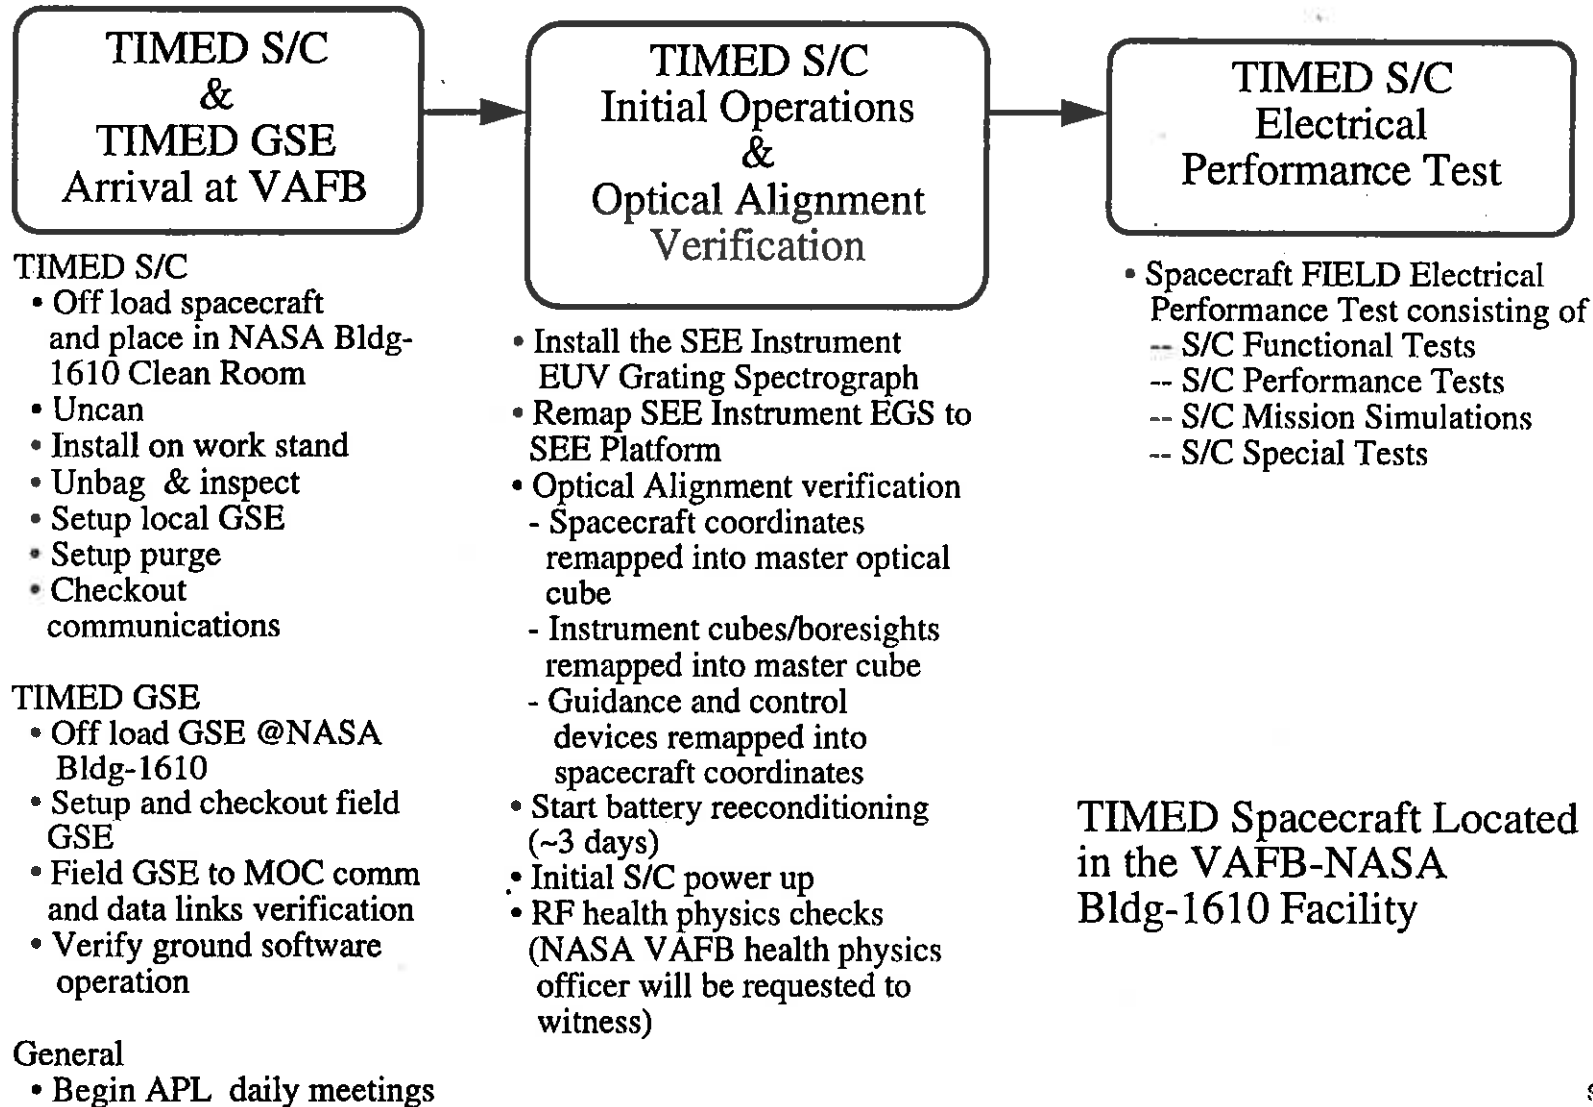 TIMED S/C
&
TIMED GSE
Arrival at VAFB
TIMED S/C
• Off load spacecraft
and place in NASA Bldg-
1610 Clean Room
• Uncan
• Install on work stand
• Unbag & inspect
• Setup local GSE
• Setup purge
• Checkout
communications
TIMED GSE
• Off load GSE @NASA
Bldg-1610
• Setup and checkout field
GSE
• Field GSE to MOC comm
and data links verification
• Verify ground software
operation
General
• Begin APL daily meetings
TIMED S/C
Initial Operations
&
Optical Alignment
Verification
• Install the SEE Instrument
EUV Grating Spectrograph
• Remap SEE Instrument EGS to
SEE Platform
• Optical Alignment verification
- Spacecraft coordinates
remapped into master optical
cube
- Instrument cubes/boresights
remapped into master cube
- Guidance and control
devices remapped into
spacecraft coordinates
• Start battery reeconditioning
(~3 days)
• Initial S/C power up
• RF health physics checks
(NASA VAFB health physics
officer will be requested to
witness)
TIMED S/C
Electrical
Performance Test
• Spacecraft FIELD Electrical
Performance Test consisting of
-- S/C Functional Tests
-- S/C Performance Tests
-- S/C Mission Simulations
-- S/C Special Tests
TIMED Spacecraft Located
in the VAFB-NASA
Bldg-1610 Facility